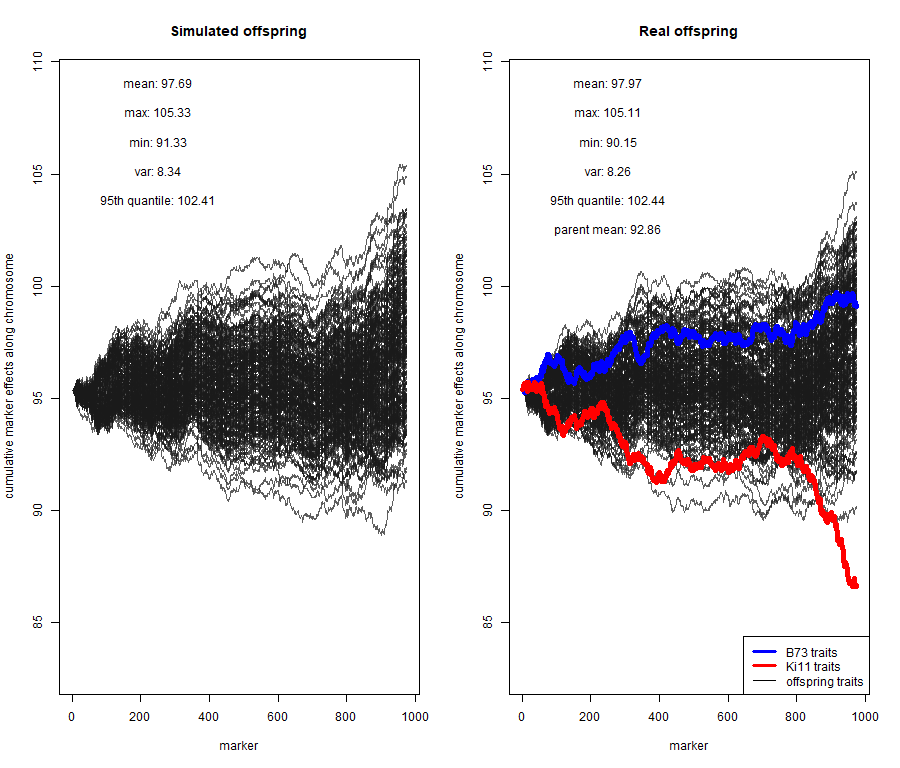 Simulated offspring
mean: 97.69
max: 105.33
min: 91.33
var: 8.34
95th quantile: 102.41
cumulative marker effects along chromosome
110
105
100
95
90
85
0 200 400 600 800 1000
marker
Real offspring
mean: 97.97
max: 105.11
min: 90.15
var: 8.26
95th quantile: 102.44
parent mean: 92.86
cumulative marker effects along chromosome
110
105
100
95
90
85
B73 traits
Ki11 traits
offspring traits
0 200 400 600 800 1000
marker